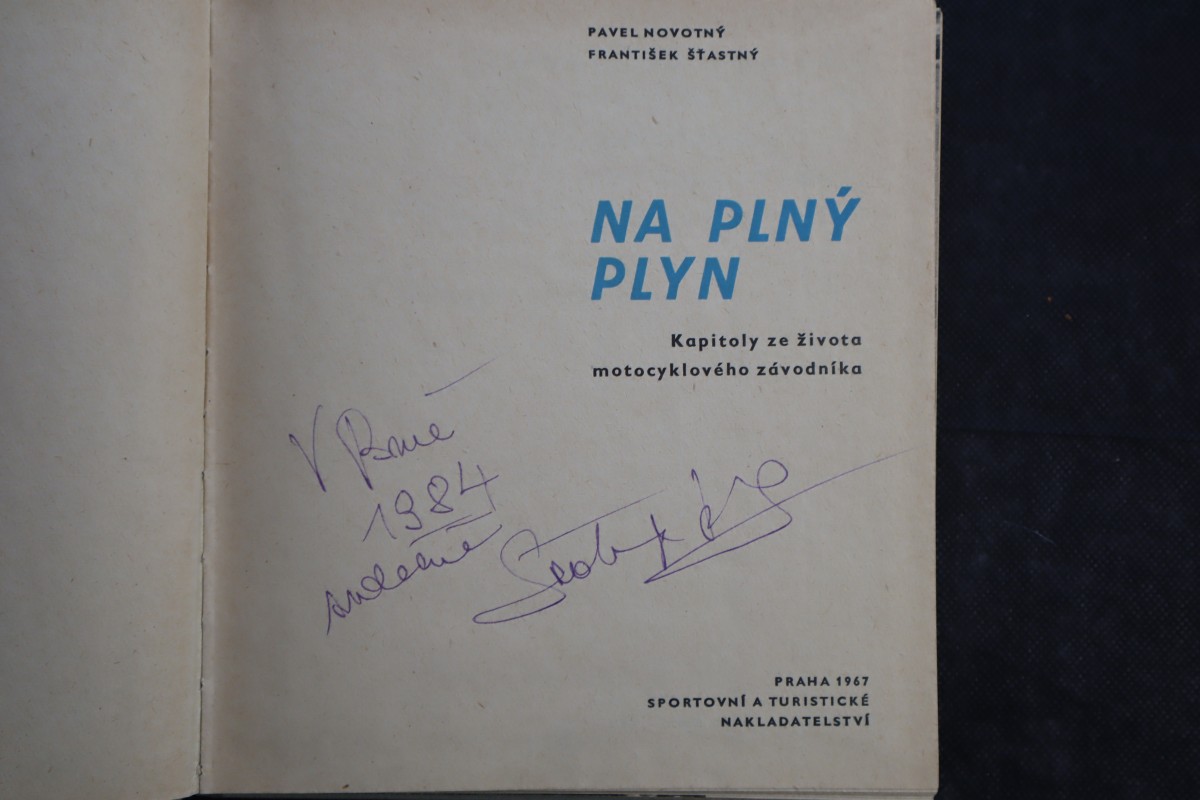 PAVEL NOVOTNÝ
FRANTIŠEK ŠŤASTNÝ
NA PLNÝ
PLYN
Kapitoly ze života
motocyklového závodníka
V Brně
1984
srdečně
PRAHA 1967
SPORTOVNÍ A TURISTICKÉ
NAKLADATELSTVÍ